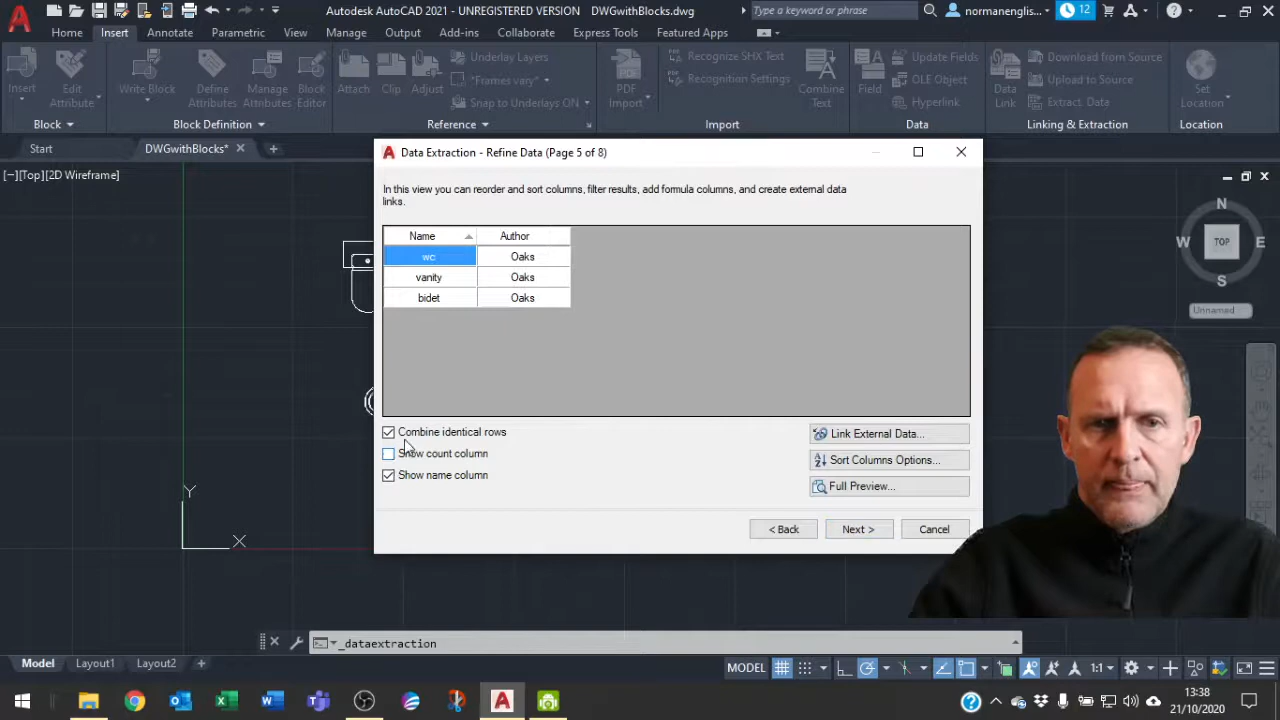 Autodesk AutoCAD 2021 - UNREGISTERED VERSION DWGwithBlocks.dwg
Type a keyword or phrase
normanenglis...
12
Home Insert Annotate Parametric View Manage Output Add-ins Collaborate Express Tools Featured Apps
Insert
Edit Attribute
Write Block
Define Attributes
Manage Attributes
Block Editor
Attach
Clip
Adjust
Underlay Layers
"Frames vary"
Snap to Underlays ON
PDF Import
Recognize SHX Text
Recognition Settings
Combine Text
Field
Update Fields
OLE Object
Hyperlink
Data Link
Download from Source
Upload to Source
Extract Data
Set Location
Block Block Definition Reference Import Data Linking & Extraction Location
Start DWGwithBlocks*
[−][Top][2D Wireframe]
Data Extraction - Refine Data (Page 5 of 8)
In this view you can reorder and sort columns, filter results, add formula columns, and create external data
links.
Name Author
wc Oaks
vanity Oaks
bidet Oaks
Combine identical rows
Show count column
Show name column
Link External Data...
Sort Columns Options...
Full Preview...
< Back Next > Cancel
N
W TOP E
S
Unnamed
Y
X
_dataextraction
Model Layout1 Layout2
MODEL
1:1
13:38
21/10/2020